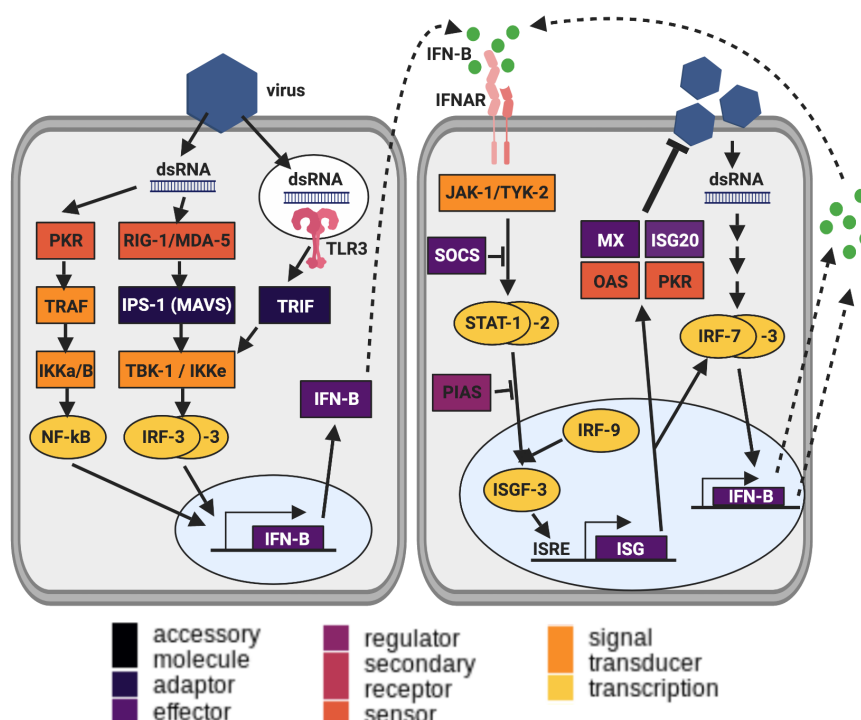 virus
dsRNA
dsRNA
TLR3
PKR
RIG-1/MDA-5
TRAF
IPS-1 (MAVS)
TRIF
IKKa/B
TBK-1 / IKKe
NF-kB
IRF-3
-3
IFN-B
IFN-B
IFN-B
IFNAR
JAK-1/TYK-2
SOCS
STAT-1
-2
PIAS
IRF-9
ISGF-3
ISRE
ISG
MX
ISG20
OAS
PKR
dsRNA
IRF-7
-3
IFN-B
accessory
molecule
adaptor
effector
regulator
secondary
receptor
sensor
signal
transducer
transcription